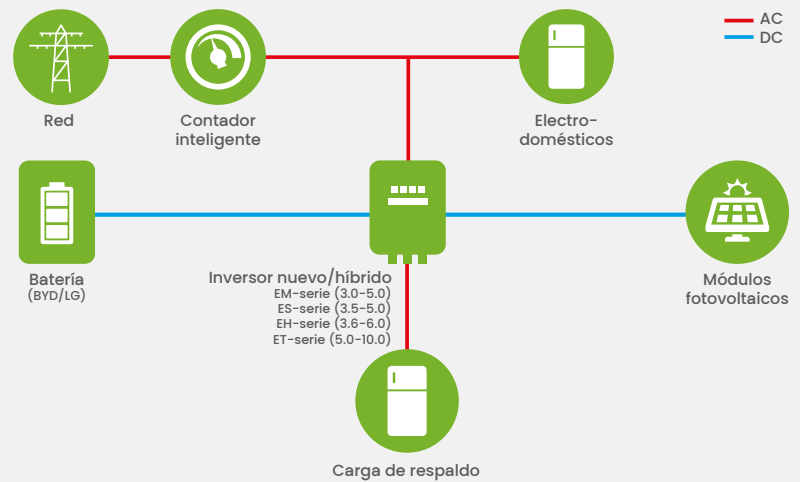 AC
DC
Red
Contador
inteligente
Electro-
domésticos
Batería
(BYD/LG)
Inversor nuevo/híbrido
EM-serie (3.0-5.0)
ES-serie (3.5-5.0)
EH-serie (3.6-6.0)
ET-serie (5.0-10.0)
Módulos
fotovoltaicos
Carga de respaldo